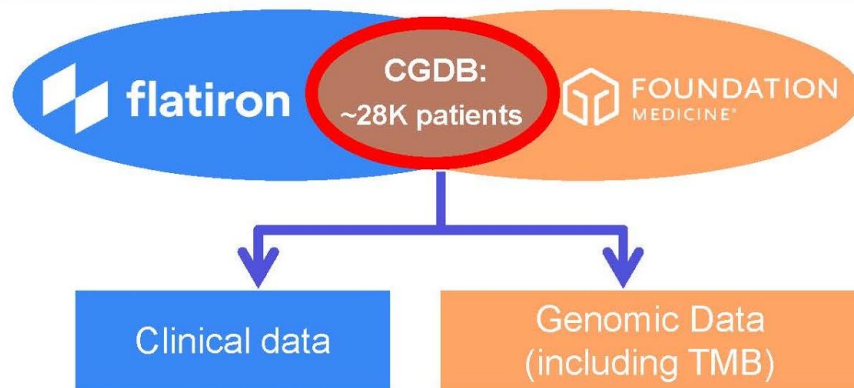 flatiron
CGDB:
~28K patients
FOUNDATION
MEDICINE®
Clinical data
Genomic Data
(including TMB)